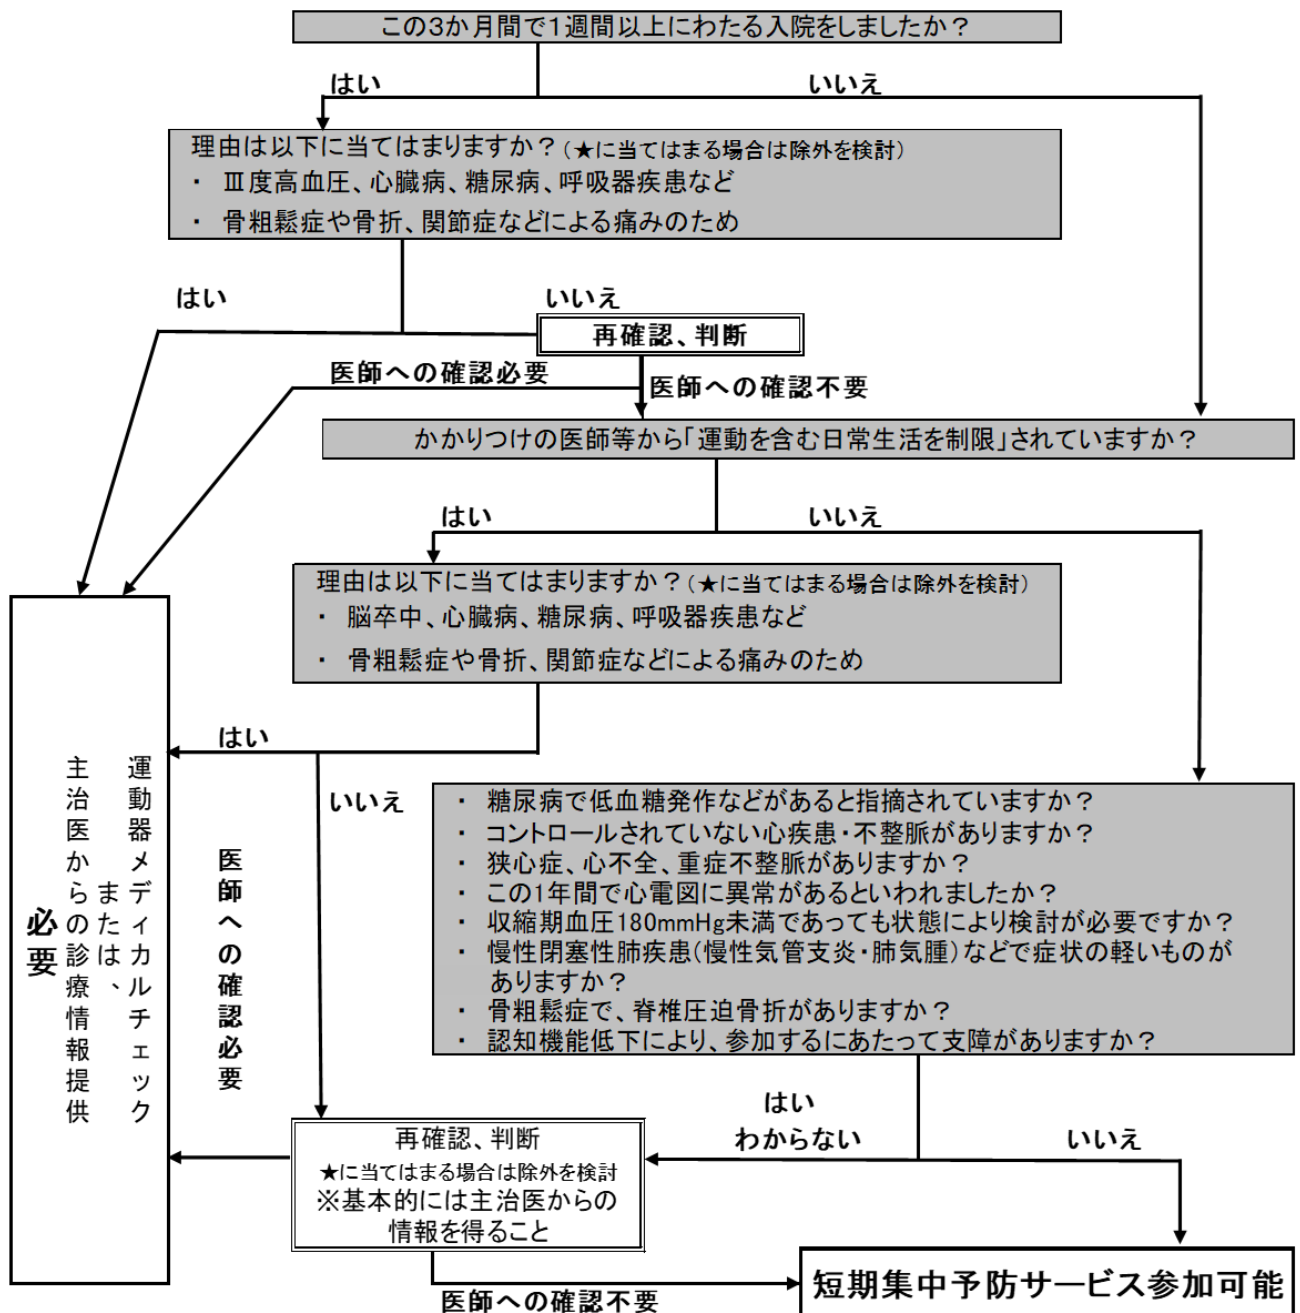 この3か月間で1週間以上にわたる入院をしましたか？
はい
いいえ
理由は以下に当てはまりますか？（★に当てはまる場合は除外を検討）
・ Ⅲ度高血圧、心臓病、糖尿病、呼吸器疾患など
・ 骨粗鬆症や骨折、関節症などによる痛みのため
はい
いいえ
再確認、判断
医師への確認必要
医師への確認不要
かかりつけの医師等から「運動を含む日常生活を制限」されていますか？
はい
いいえ
理由は以下に当てはまりますか？（★に当てはまる場合は除外を検討）
・ 脳卒中、心臓病、糖尿病、呼吸器疾患など
・ 骨粗鬆症や骨折、関節症などによる痛みのため
はい
いいえ
運動器メディカルチェック
または、
主治医からの診療情報提供
必要
医師への確認必要
・ 糖尿病で低血糖発作などがあると指摘されていますか？
・ コントロールされていない心疾患・不整脈がありますか？
・ 狭心症、心不全、重症不整脈がありますか？
・ この1年間で心電図に異常があるといわれましたか？
・ 収縮期血圧180mmHg未満であっても状態により検討が必要ですか？
・ 慢性閉塞性肺疾患（慢性気管支炎・肺気腫）などで症状の軽いものが
ありますか？
・ 骨粗鬆症で、脊椎圧迫骨折がありますか？
・ 認知機能低下により、参加するにあたって支障がありますか？
はい
わからない
いいえ
再確認、判断
★に当てはまる場合は除外を検討
※基本的には主治医からの
情報を得ること
医師への確認不要
短期集中予防サービス参加可能